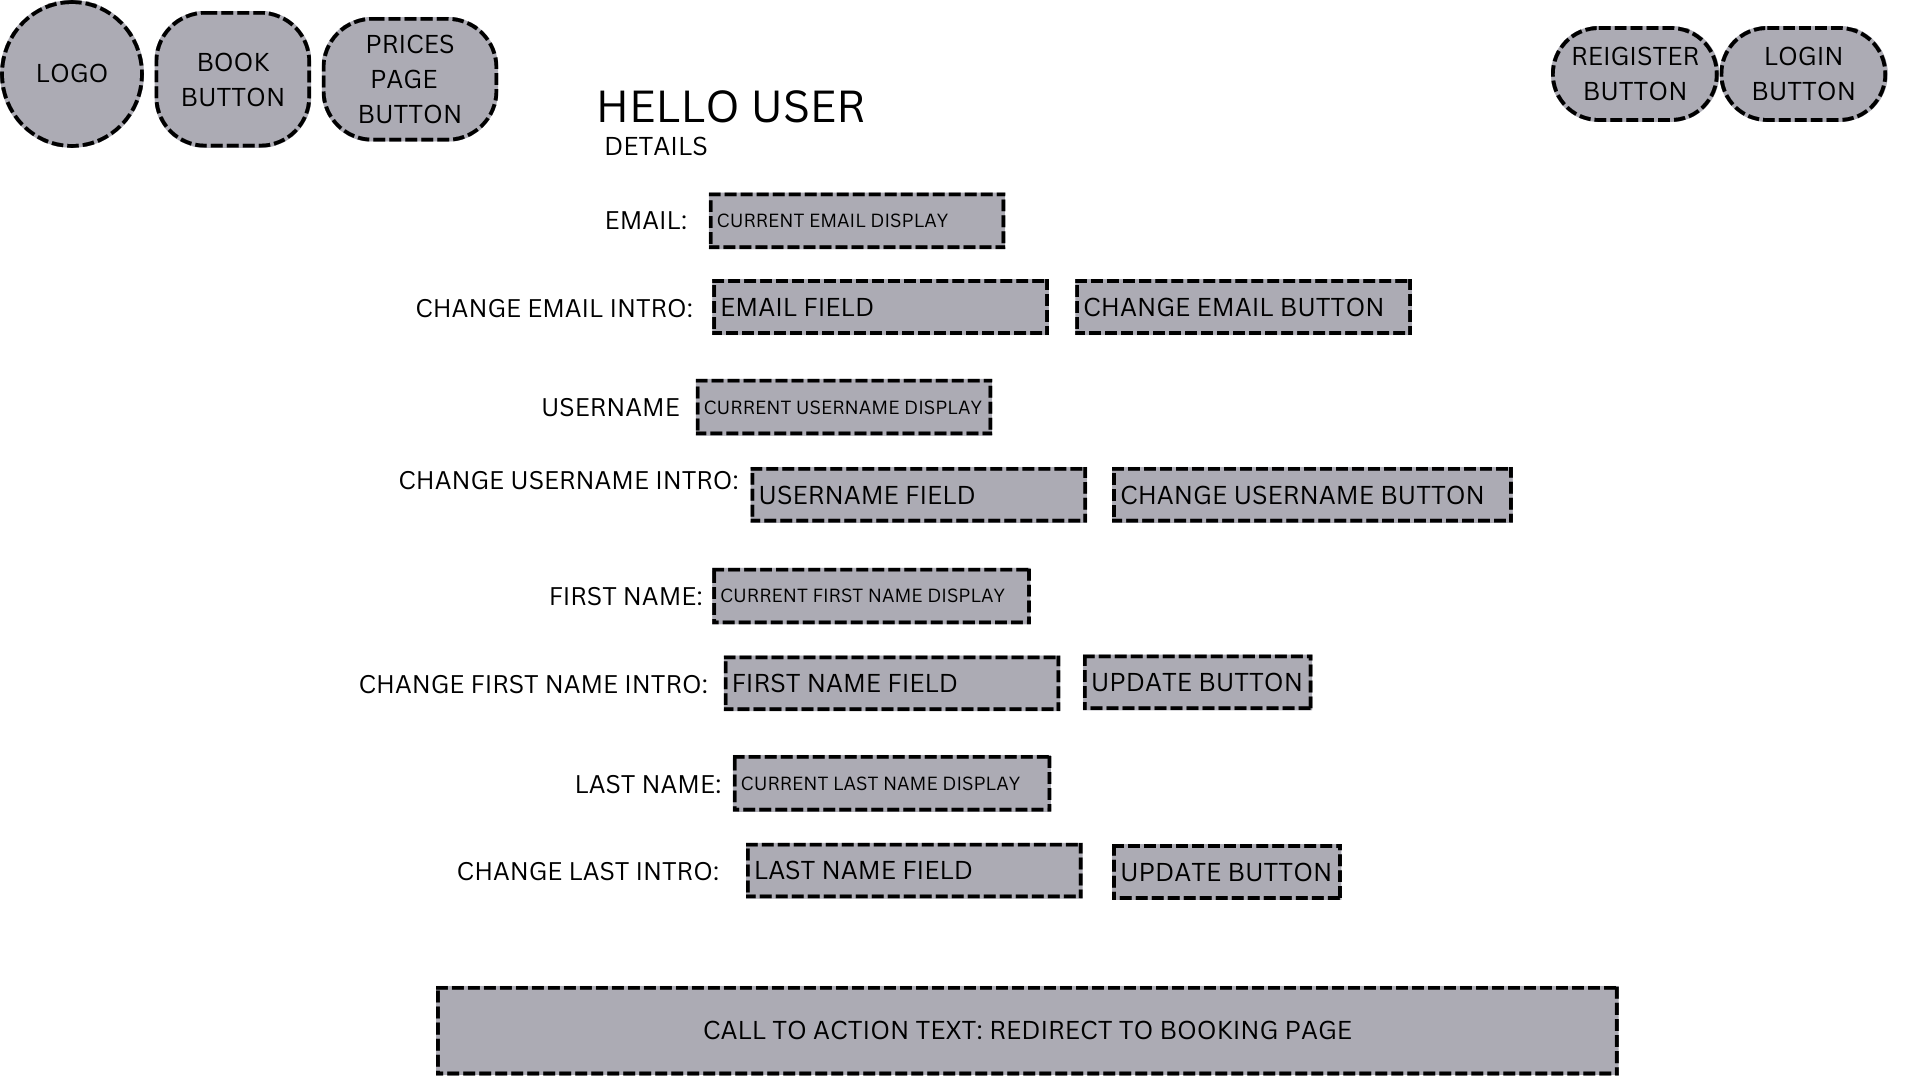 LOGO
BOOK
BUTTON
PRICES
PAGE
BUTTON
REIGISTER
BUTTON
LOGIN
BUTTON
HELLO USER
DETAILS
EMAIL: CURRENT EMAIL DISPLAY
CHANGE EMAIL INTRO: EMAIL FIELD CHANGE EMAIL BUTTON
USERNAME CURRENT USERNAME DISPLAY
CHANGE USERNAME INTRO: USERNAME FIELD CHANGE USERNAME BUTTON
FIRST NAME: CURRENT FIRST NAME DISPLAY
CHANGE FIRST NAME INTRO: FIRST NAME FIELD UPDATE BUTTON
LAST NAME: CURRENT LAST NAME DISPLAY
CHANGE LAST INTRO: LAST NAME FIELD UPDATE BUTTON
CALL TO ACTION TEXT: REDIRECT TO BOOKING PAGE